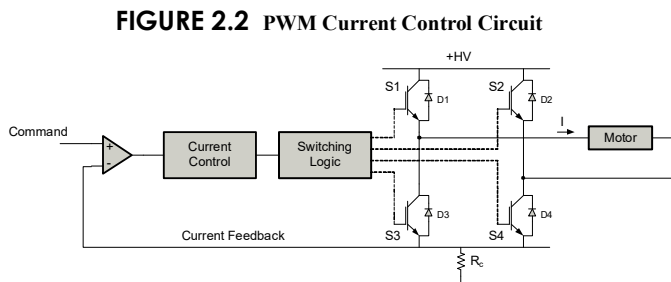 FIGURE 2.2 PWM Current Control Circuit
+HV
S1
D1
S2
D2
I
Motor
Command
+
-
Current
Control
Switching
Logic
S3
D3
S4
D4
Current Feedback
Rc